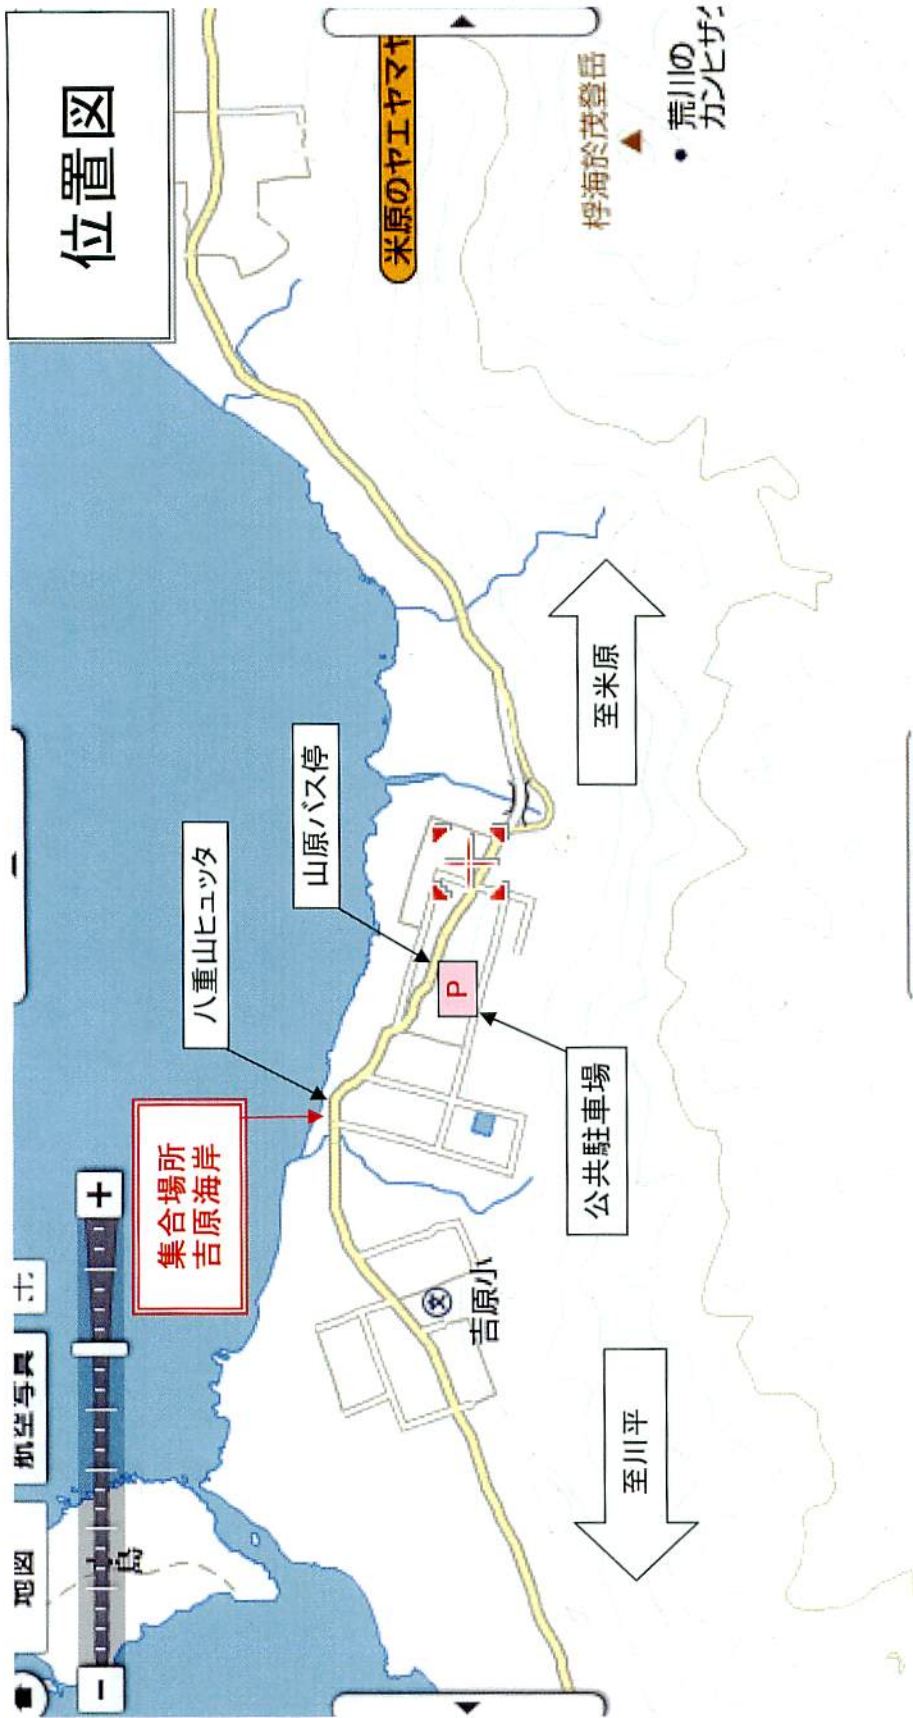 位置図
地図
航空写真
島
集合場所
吉原海岸
八重山ヒュッタ
山原バス停
P
公共駐車場
文
吉原小
至川平
至米原
米原のヤエヤマヤ
桴海於茂登岳
荒川の
カンヒザ